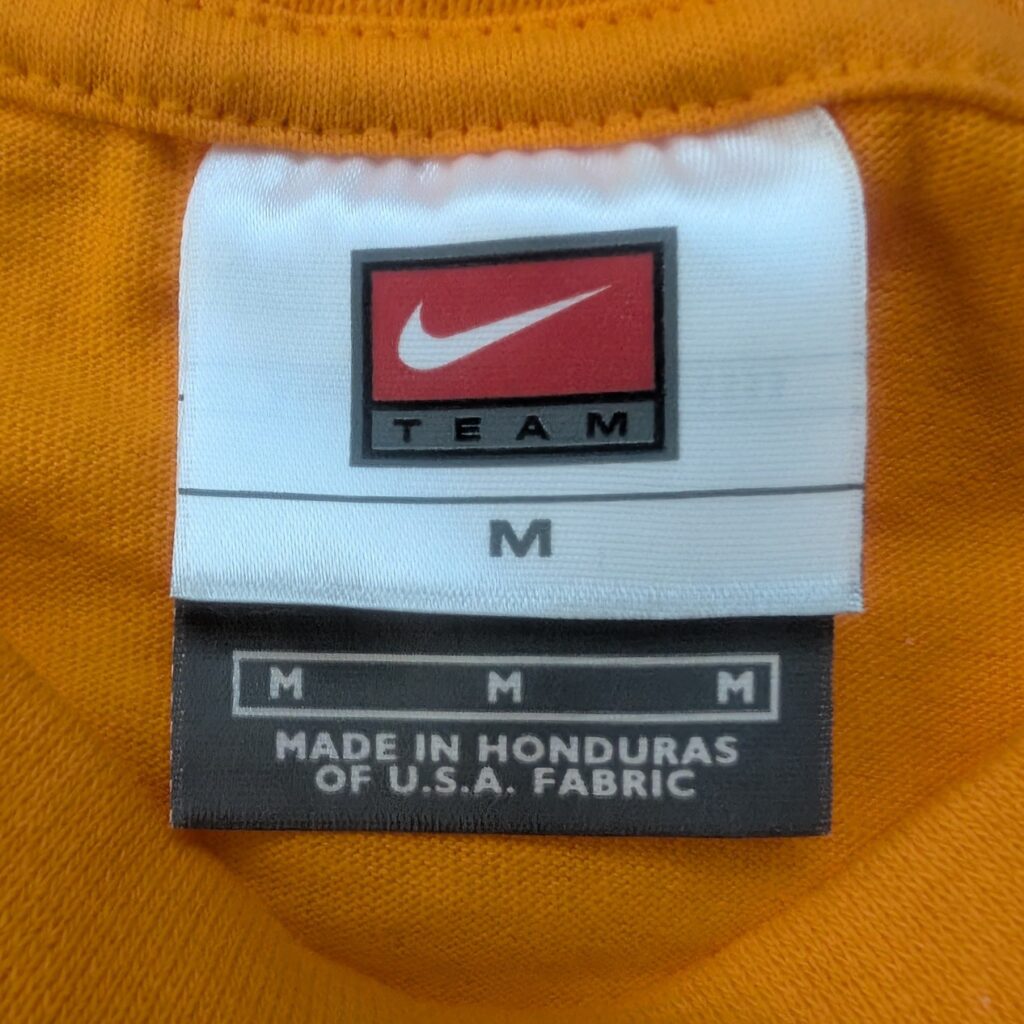 TEAM
M
M M M
MADE IN HONDURAS
OF U.S.A. FABRIC